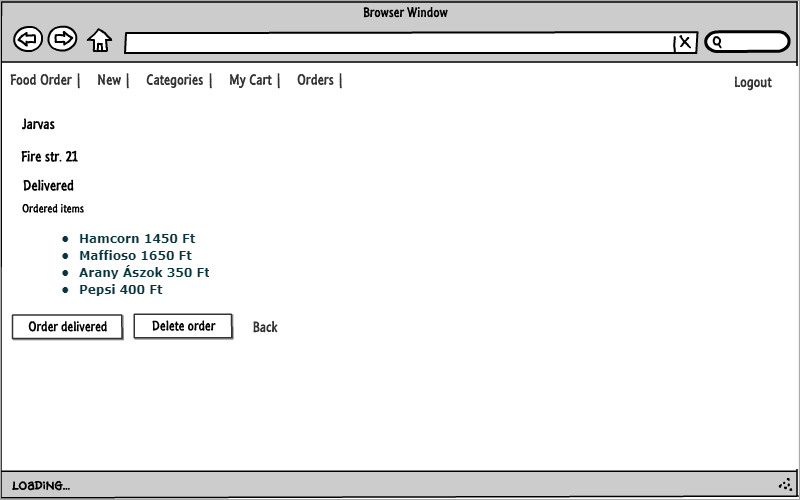 Browser Window
Food Order | New | Categories | My Cart | Orders | Logout
Jarvas
Fire str. 21
Delivered
Ordered items
• Hamcorn 1450 Ft
• Maffioso 1650 Ft
• Arany Ászok 350 Ft
• Pepsi 400 Ft
Order delivered Delete order Back
LOADING...